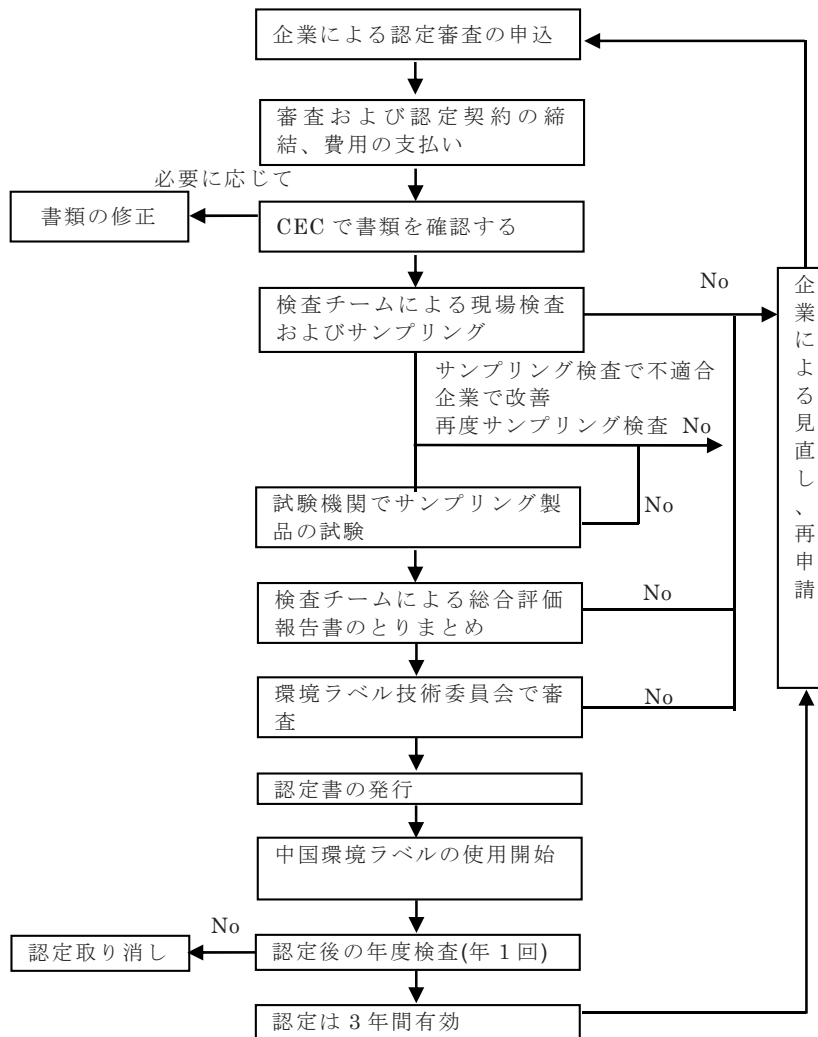 企業による認定審査の申込
審査および認定契約の締
結、費用の支払い
必要に応じて
書類の修正
CEC で書類を確認する
検査チームによる現場検査
およびサンプリング
No
企業による見直し、再申請
サンプリング検査で不適合
企業で改善
再度サンプリング検査 No
試験機関でサンプリング製
品の試験
No
検査チームによる総合評価
報告書のとりまとめ
No
環境ラベル技術委員会で審
査
No
認定書の発行
中国環境ラベルの使用開始
No
認定取り消し
認定後の年度検査(年 1 回)
認定は 3 年間有効